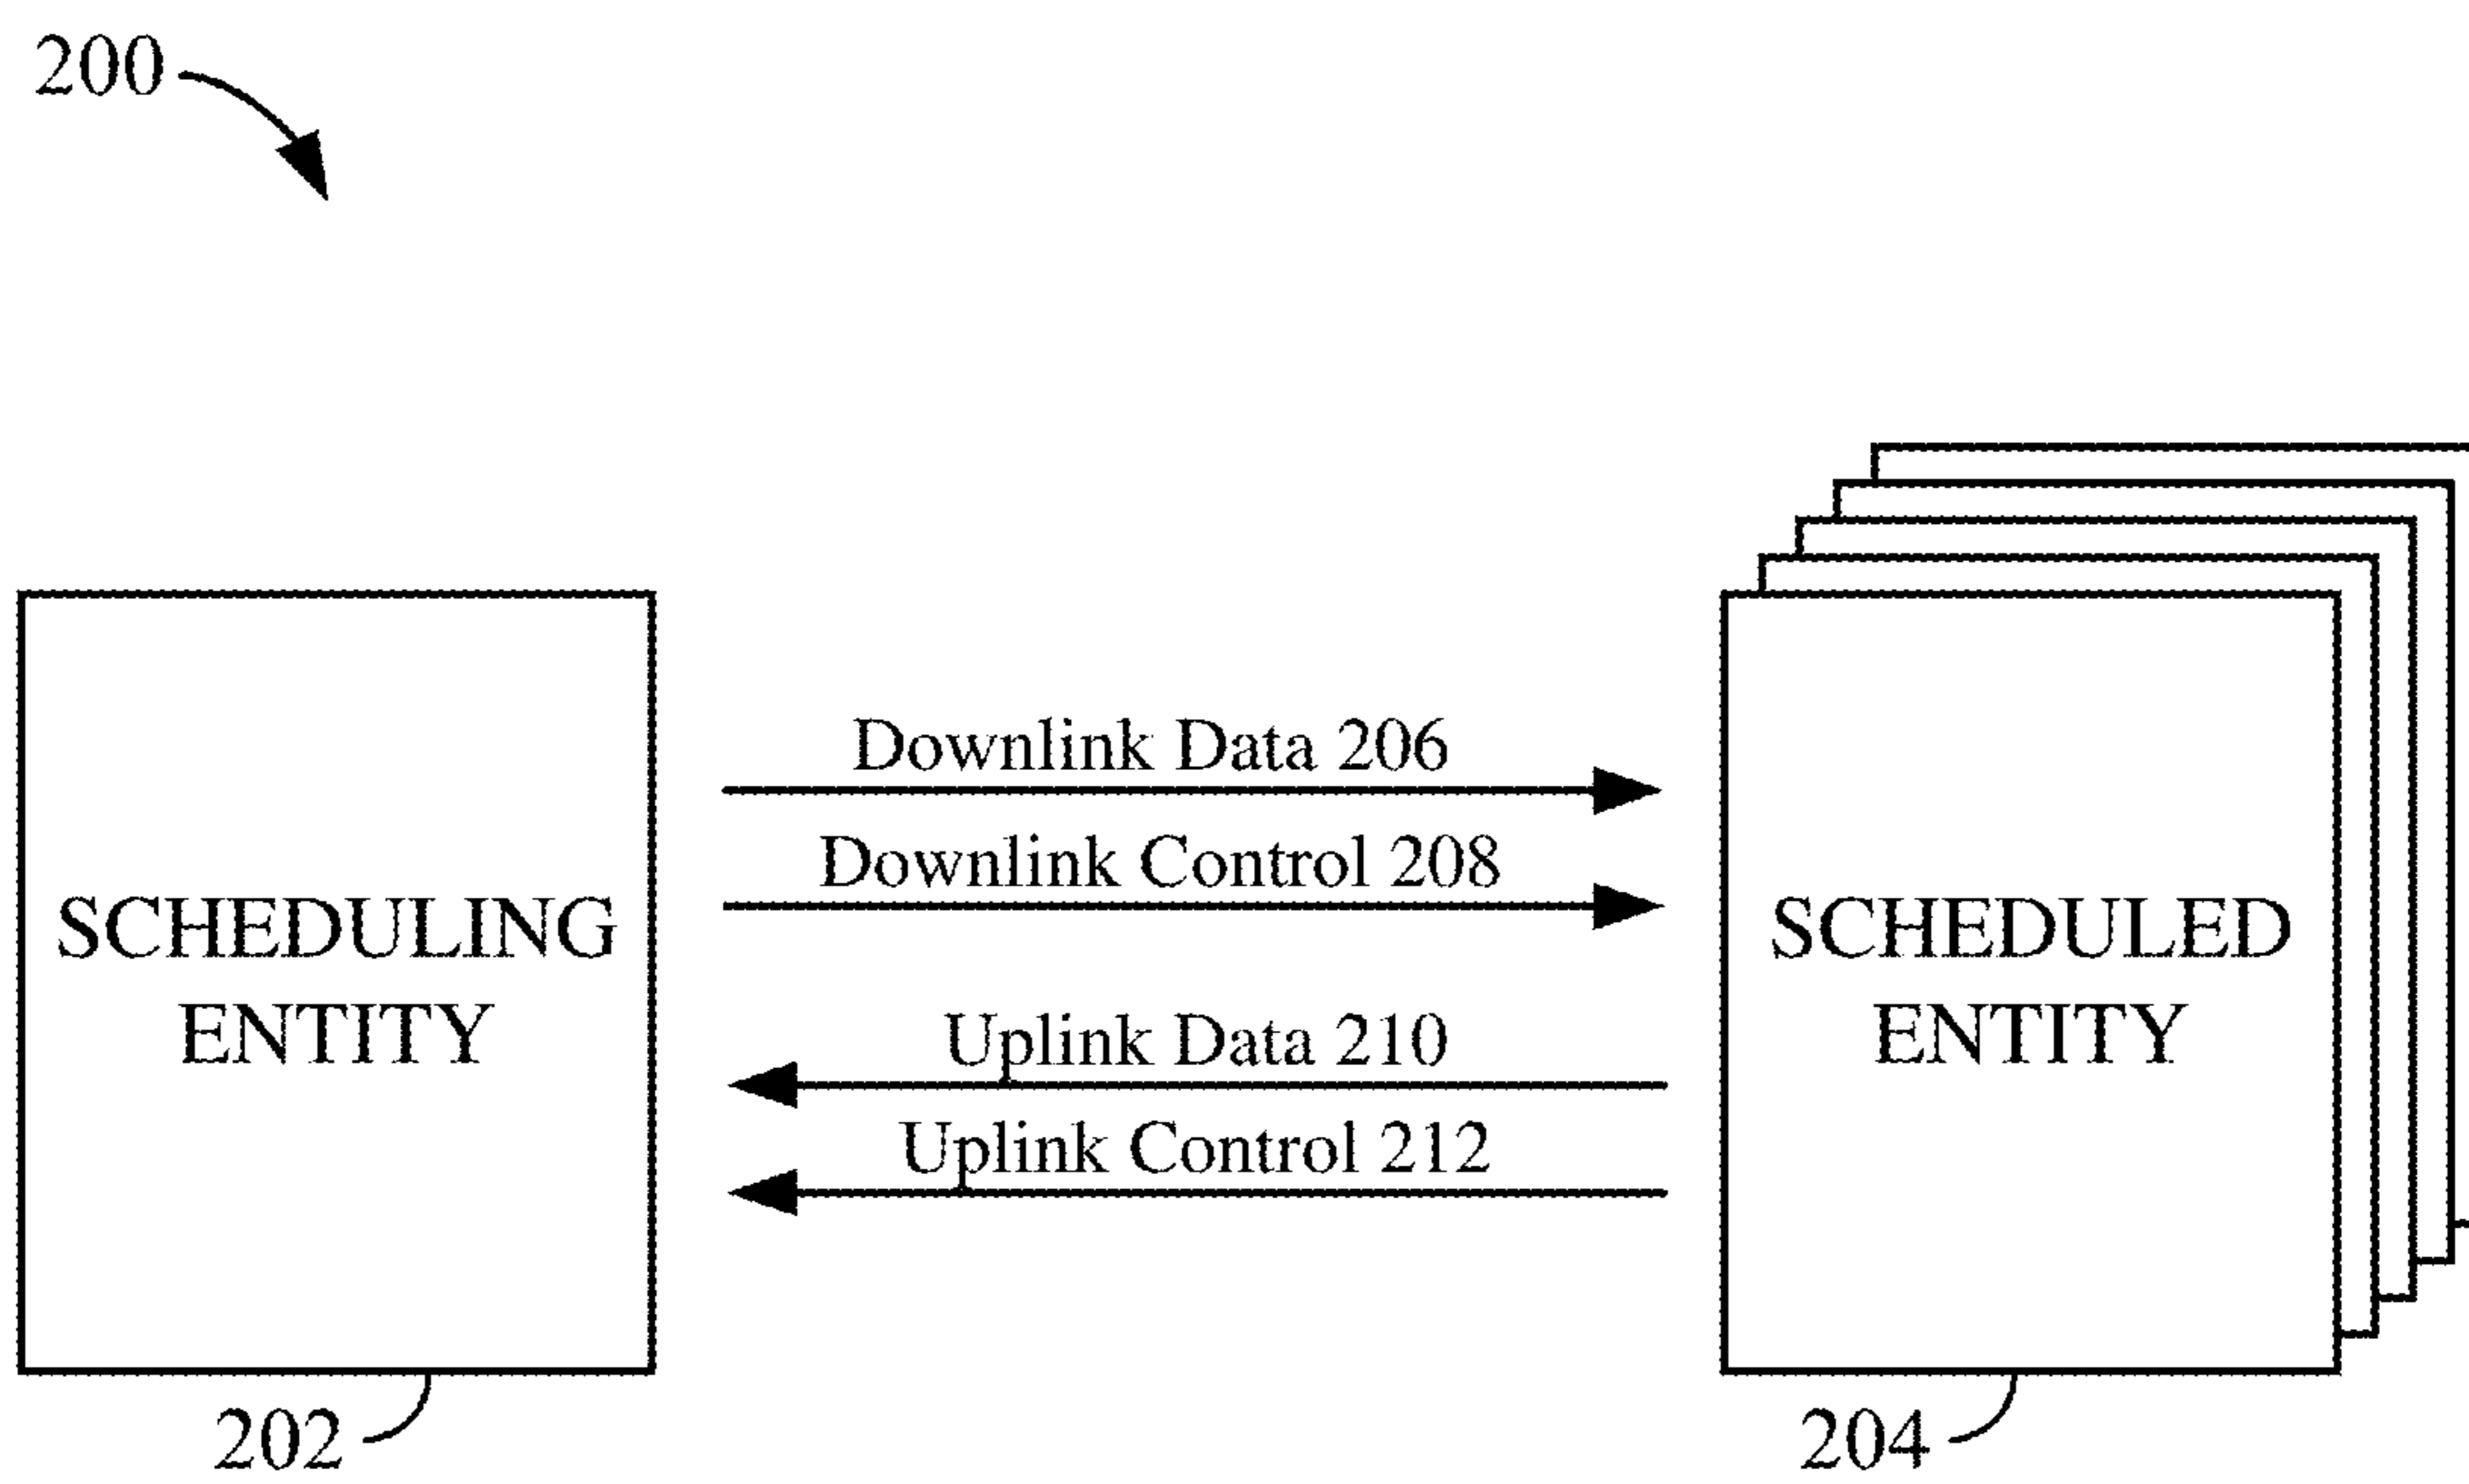 200
Downlink Data 206
Downlink Control 208
SCHEDULING
ENTITY
SCHEDULED
ENTITY
Uplink Data 210
Uplink Control 212
202
204